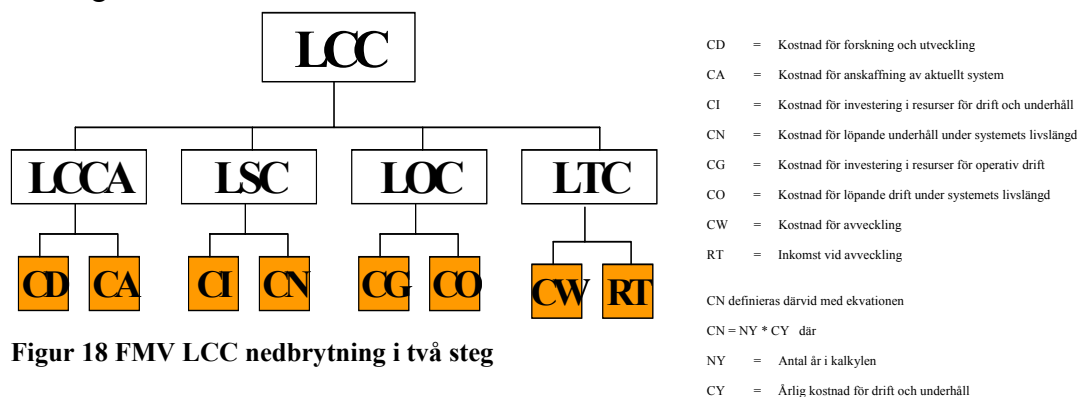 LCC
LCCA LSC LOC LTC
CD CA CI CN CG CO CW RT
Figur 18 FMV LCC nedbrytning i två steg
CD = Kostnad för forskning och utveckling
CA = Kostnad för anskaffning av aktuellt system
CI = Kostnad för investering i resurser för drift och underhåll
CN = Kostnad för löpande underhåll under systemets livslängd
CG = Kostnad för investering i resurser för operativ drift
CO = Kostnad för löpande drift under systemets livslängd
CW = Kostnad för avveckling
RT = Inkomst vid avveckling
CN definieras därvid med ekvationen
CN = NY * CY där
NY = Antal år i kalkylen
CY = Årlig kostnad för drift och underhåll